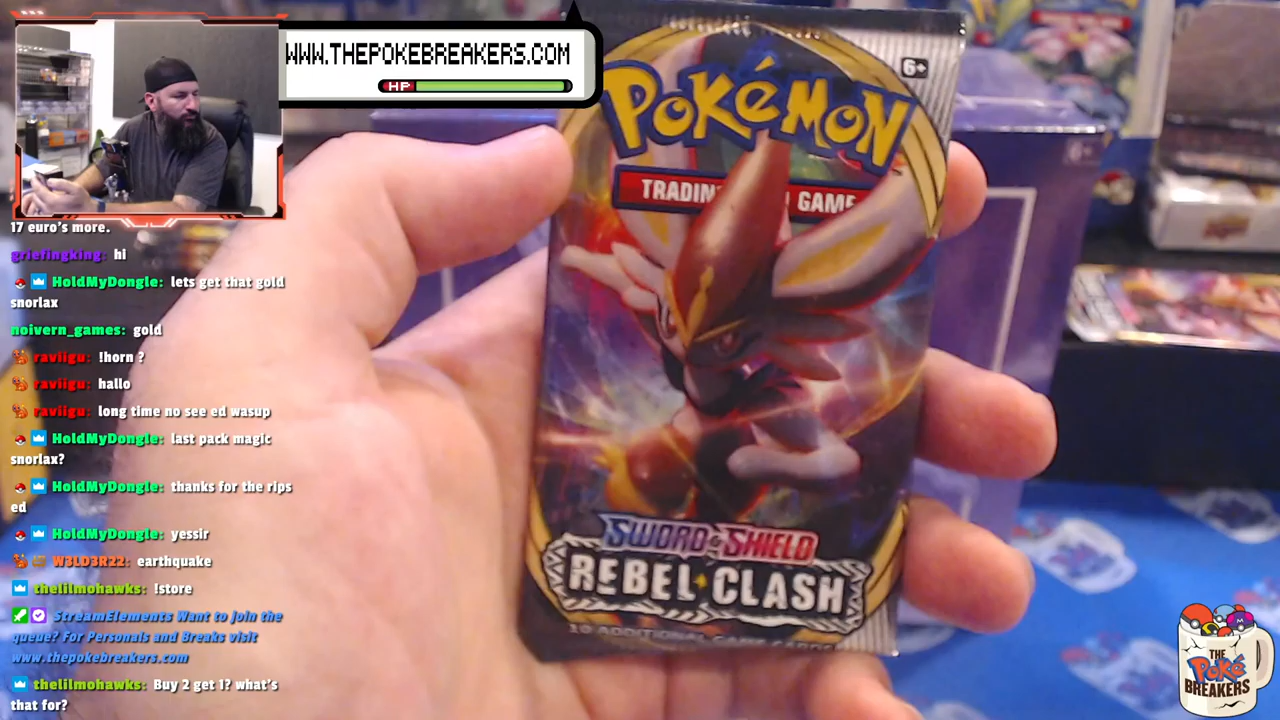 WWW.THEPOKEBREAKERS.COM
HP
6+
POKéMON
GAME
SWORD & SHIELD
REBEL CLASH
10 ADDITIONAL GAME CARDS
17 euro's more.
griefingking: hi
HoldMyDongle: lets get that gold
snorlax
noivern_games: gold
raviigu: !horn ?
raviigu: hallo
raviigu: long time no see ed wasup
HoldMyDongle: last pack magic
snorlax?
HoldMyDongle: thanks for the rips
ed
HoldMyDongle: yessir
W3LD3R22: earthquake
thelilmohawks: !store
StreamElements Want to join the
queue? For Personals and Breaks visit
www.thepokebreakers.com
thelilmohawks: Buy 2 get 1? what's
that for?
THE
Poké
BREAKERS